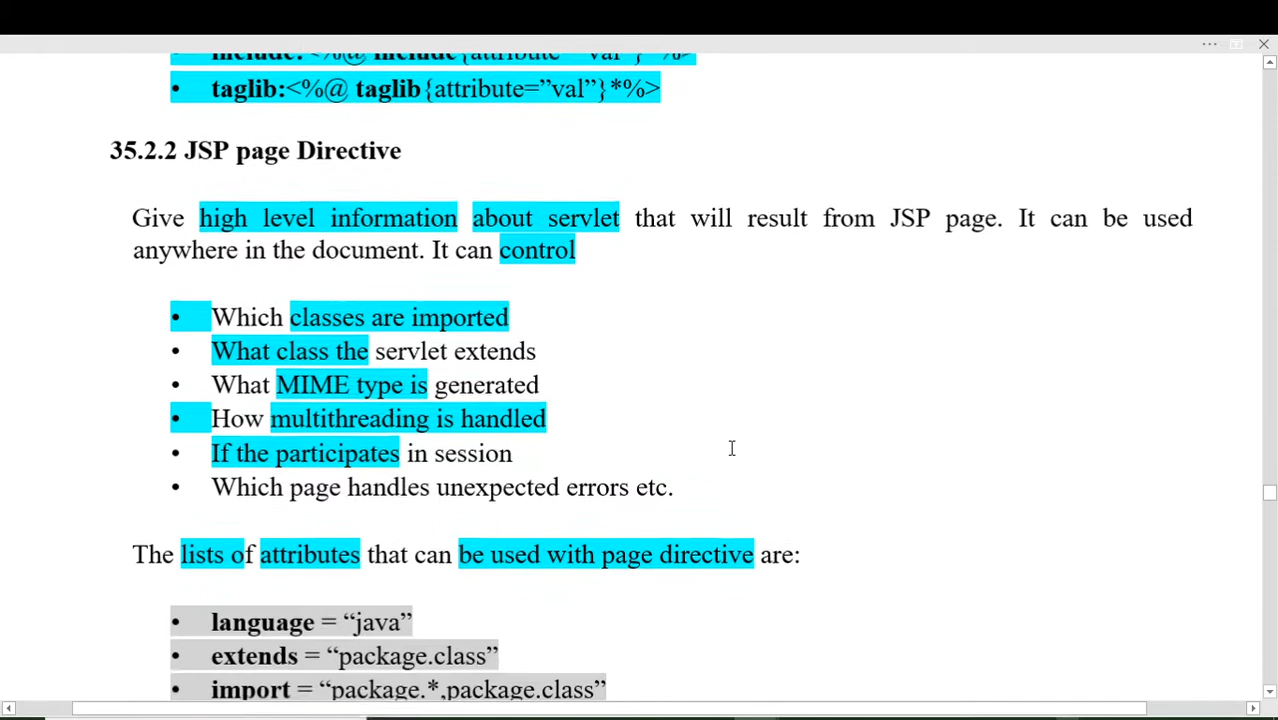 • include: <%@ include{attribute=”val”}*%>
• taglib:<%@ taglib{attribute=”val”}*%>
35.2.2 JSP page Directive
Give high level information about servlet that will result from JSP page. It can be used
anywhere in the document. It can control
• Which classes are imported
• What class the servlet extends
• What MIME type is generated
• How multithreading is handled
• If the participates in session
• Which page handles unexpected errors etc.
The lists of attributes that can be used with page directive are:
• language = “java”
• extends = “package.class”
• import = “package.*,package.class”